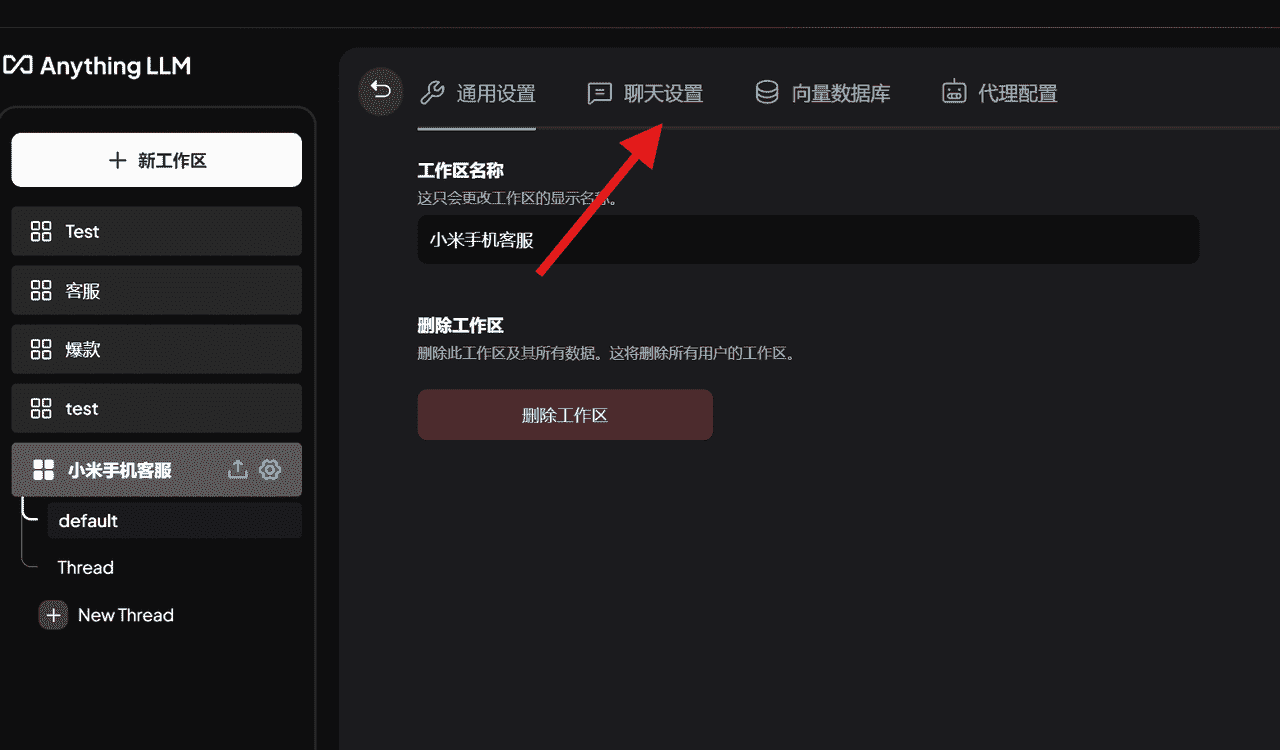 Anything LLM
新工作区
Test
客服
爆款
test
小米手机客服
default
Thread
New Thread
通用设置
聊天设置
向量数据库
代理配置
工作区名称
这只会更改工作区的显示名称。
小米手机客服
删除工作区
删除此工作区及其所有数据。这将删除所有用户的工作区。
删除工作区